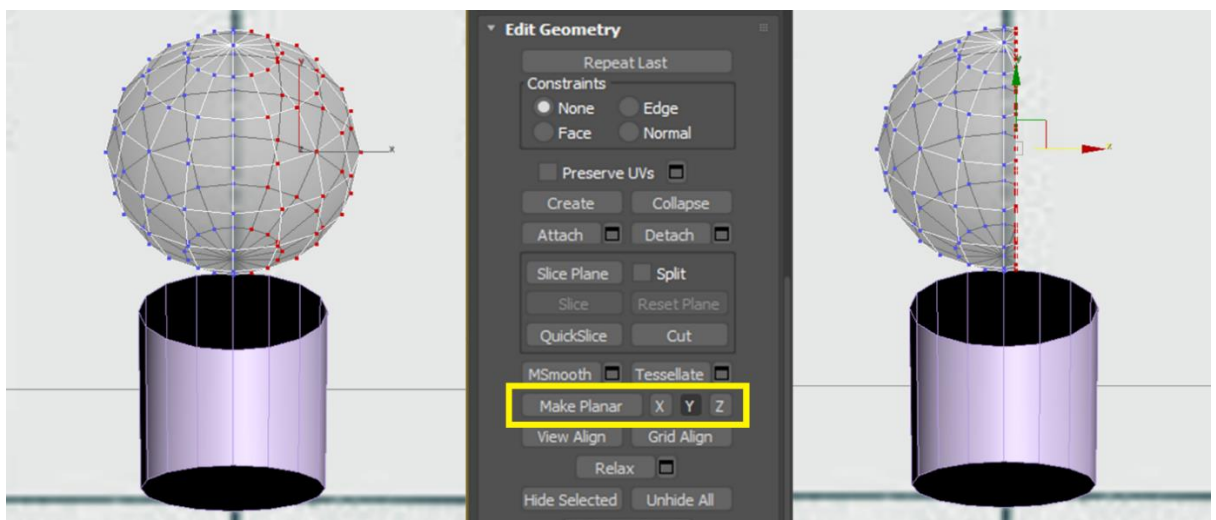 Edit Geometry
Repeat Last
Constraints
None Edge
Face Normal
Preserve UVs
Create Collapse
Attach Detach
Slice Plane Split
Slice Reset Plane
QuickSlice Cut
MSmooth Tessellate
Make Planar X Y Z
View Align Grid Align
Relax
Hide Selected Unhide All
y
x
z
y
x